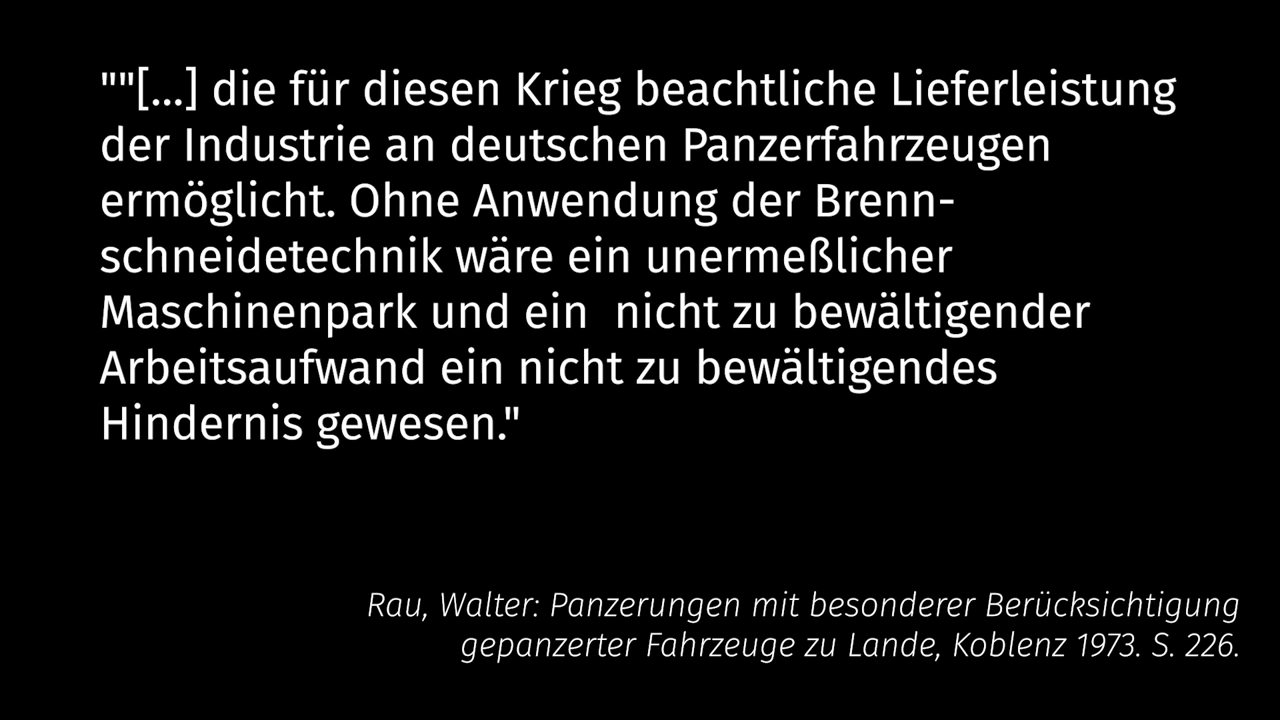 ""[...] die für diesen Krieg beachtliche Lieferleistung
der Industrie an deutschen Panzerfahrzeugen
ermöglicht. Ohne Anwendung der Brenn-
schneidetechnik wäre ein unermeßlicher
Maschinenpark und ein  nicht zu bewältigender
Arbeitsaufwand ein nicht zu bewältigendes
Hindernis gewesen."
Rau, Walter: Panzerungen mit besonderer Berücksichtigung
gepanzerter Fahrzeuge zu Lande, Koblenz 1973. S. 226.